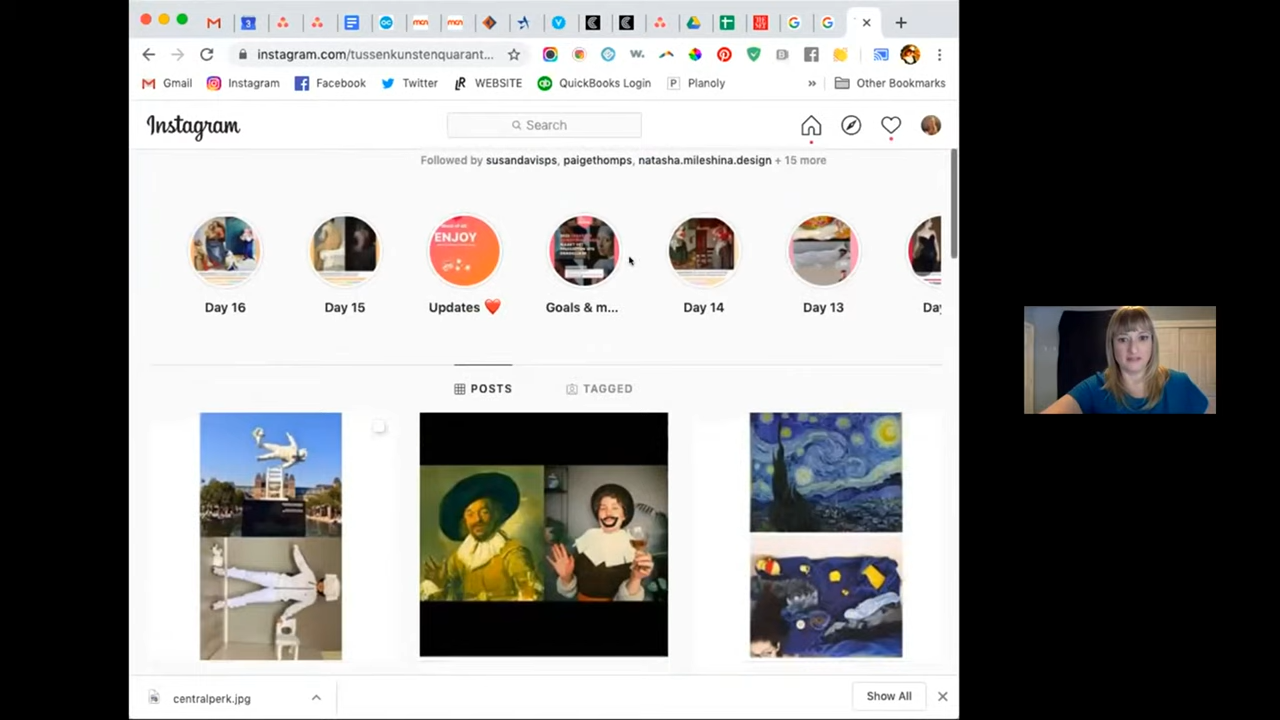 instagram.com/tussenkunstenquarant...
Gmail Instagram Facebook Twitter WEBSITE QuickBooks Login Planoly » Other Bookmarks
Instagram
Search
Followed by susandavisps, paigethomps, natasha.mileshina.design + 15 more
ENJOY
Day 16 Day 15 Updates ❤️ Goals & m... Day 14 Day 13 Day
POSTS TAGGED
centralperk.jpg
Show All